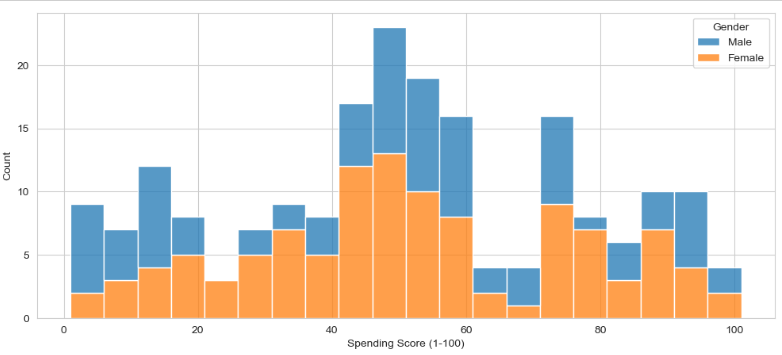 Gender
Male
Female
Count
20
15
10
5
0
0 20 40 60 80 100
Spending Score (1-100)